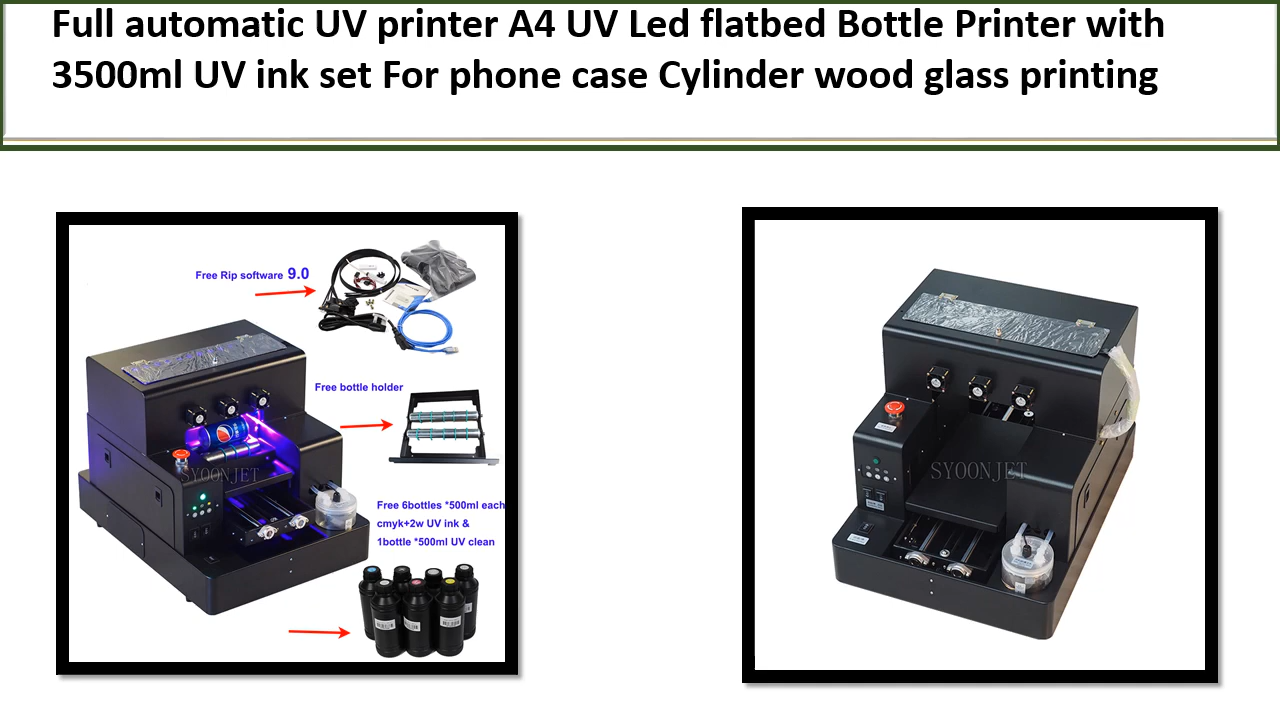 Full automatic UV printer A4 UV Led flatbed Bottle Printer with
3500ml UV ink set For phone case Cylinder wood glass printing
Free Rip software 9.0
Free bottle holder
SYOONJET
Free 6bottles *500ml each
cmyk+2w UV ink &
1bottle *500ml UV clean
SYOONJET